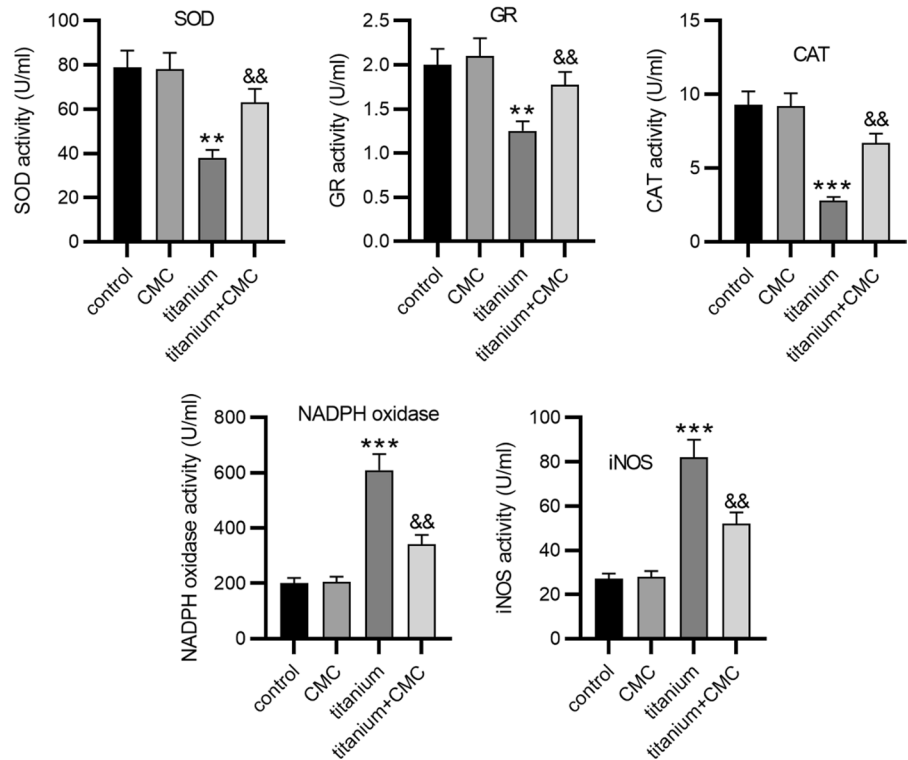 SOD
SOD activity (U/ml)
100
80
60
40
20
0
**
&&
control
CMC
titanium
titanium+CMC
GR
GR activity (U/ml)
2.5
2.0
1.5
1.0
0.5
0.0
**
&&
control
CMC
titanium
titanium+CMC
CAT
CAT activity (U/ml)
15
10
5
0
***
&&
control
CMC
titanium
titanium+CMC
NADPH oxidase
NADPH oxidase activity (U/ml)
800
600
400
200
0
***
&&
control
CMC
titanium
titanium+CMC
iNOS
iNOS activity (U/ml)
100
80
60
40
20
0
***
&&
control
CMC
titanium
titanium+CMC